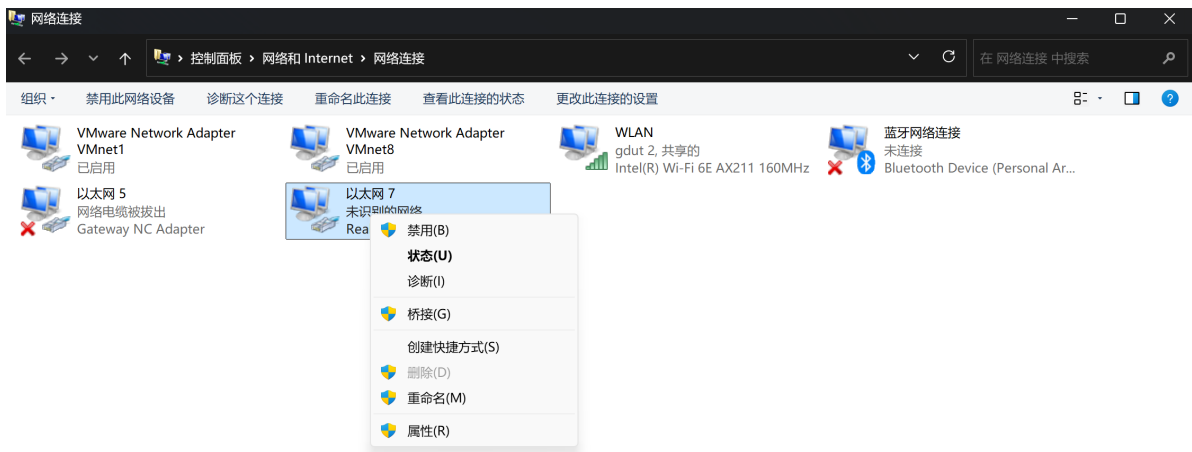 网络连接
控制面板 › 网络和 Internet › 网络连接
在 网络连接 中搜索
组织
禁用此网络设备
诊断这个连接
重命名此连接
查看此连接的状态
更改此连接的设置
VMware Network Adapter
VMnet1
已启用
VMware Network Adapter
VMnet8
已启用
WLAN
gdut 2, 共享的
Intel(R) Wi-Fi 6E AX211 160MHz
蓝牙网络连接
未连接
Bluetooth Device (Personal Ar...
以太网 5
网络电缆被拔出
Gateway NC Adapter
以太网 7
未识别的网络
Rea
禁用(B)
状态(U)
诊断(I)
桥接(G)
创建快捷方式(S)
删除(D)
重命名(M)
属性(R)